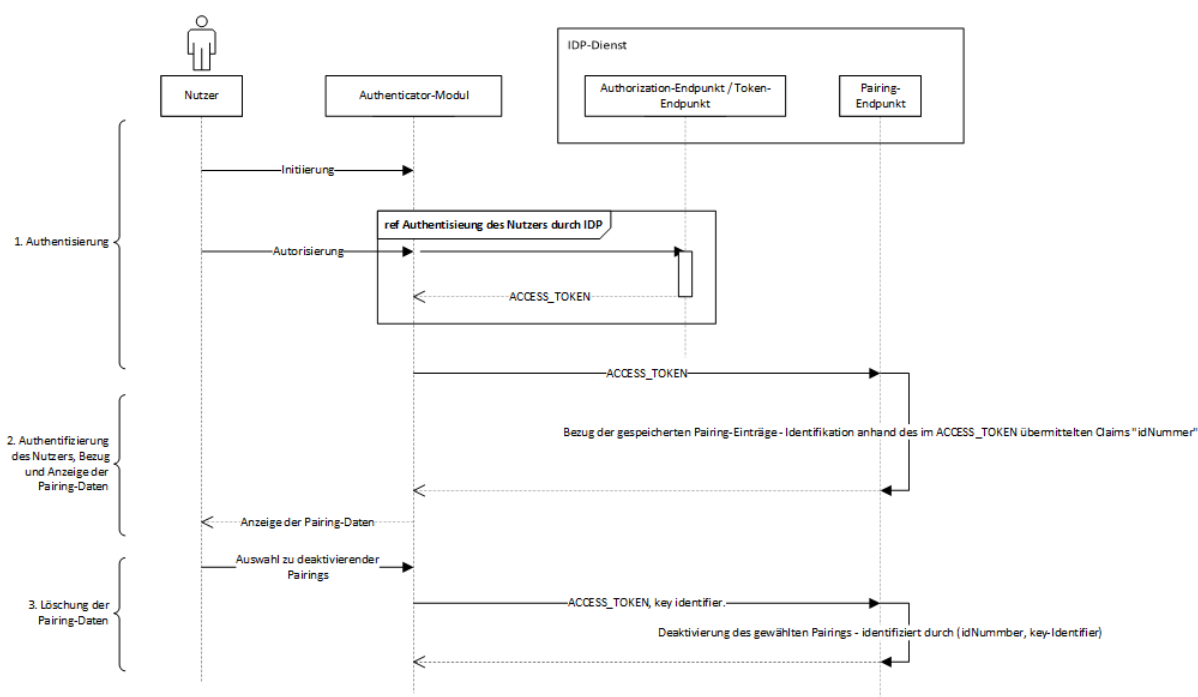 IDP-Dienst
Nutzer
Authenticator-Modul
Authorization-Endpunkt / Token-
Endpunkt
Pairing-
Endpunkt
Initiierung
ref Authentisieung des Nutzers durch IDP
1. Authentisierung
Autorisierung
ACCESS_TOKEN
ACCESS_TOKEN
Bezug der gespeicherten Pairing-Einträge - Identifikation anhand des im ACCESS_TOKEN übermittelten Claims "idNummer"
2. Authentifizierung
des Nutzers, Bezug
und Anzeige der
Pairing-Daten
Anzeige der Pairing-Daten
Auswahl zu deaktivierender
Pairings
3. Löschung der
Pairing-Daten
ACCESS_TOKEN, key identifier.
Deaktivierung des gewählten Pairings - identifiziert durch (idNummber, key-Identifier)